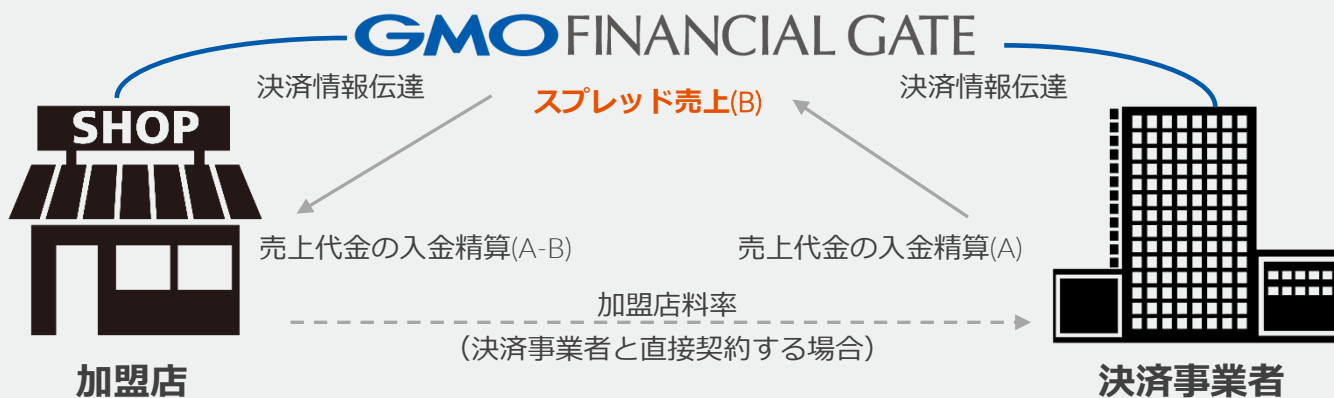 GMO FINANCIAL GATE
決済情報伝達
スプレッド売上(B)
決済情報伝達
SHOP
売上代金の入金精算(A-B)
売上代金の入金精算(A)
加盟店料率
（決済事業者と直接契約する場合）
加盟店
決済事業者